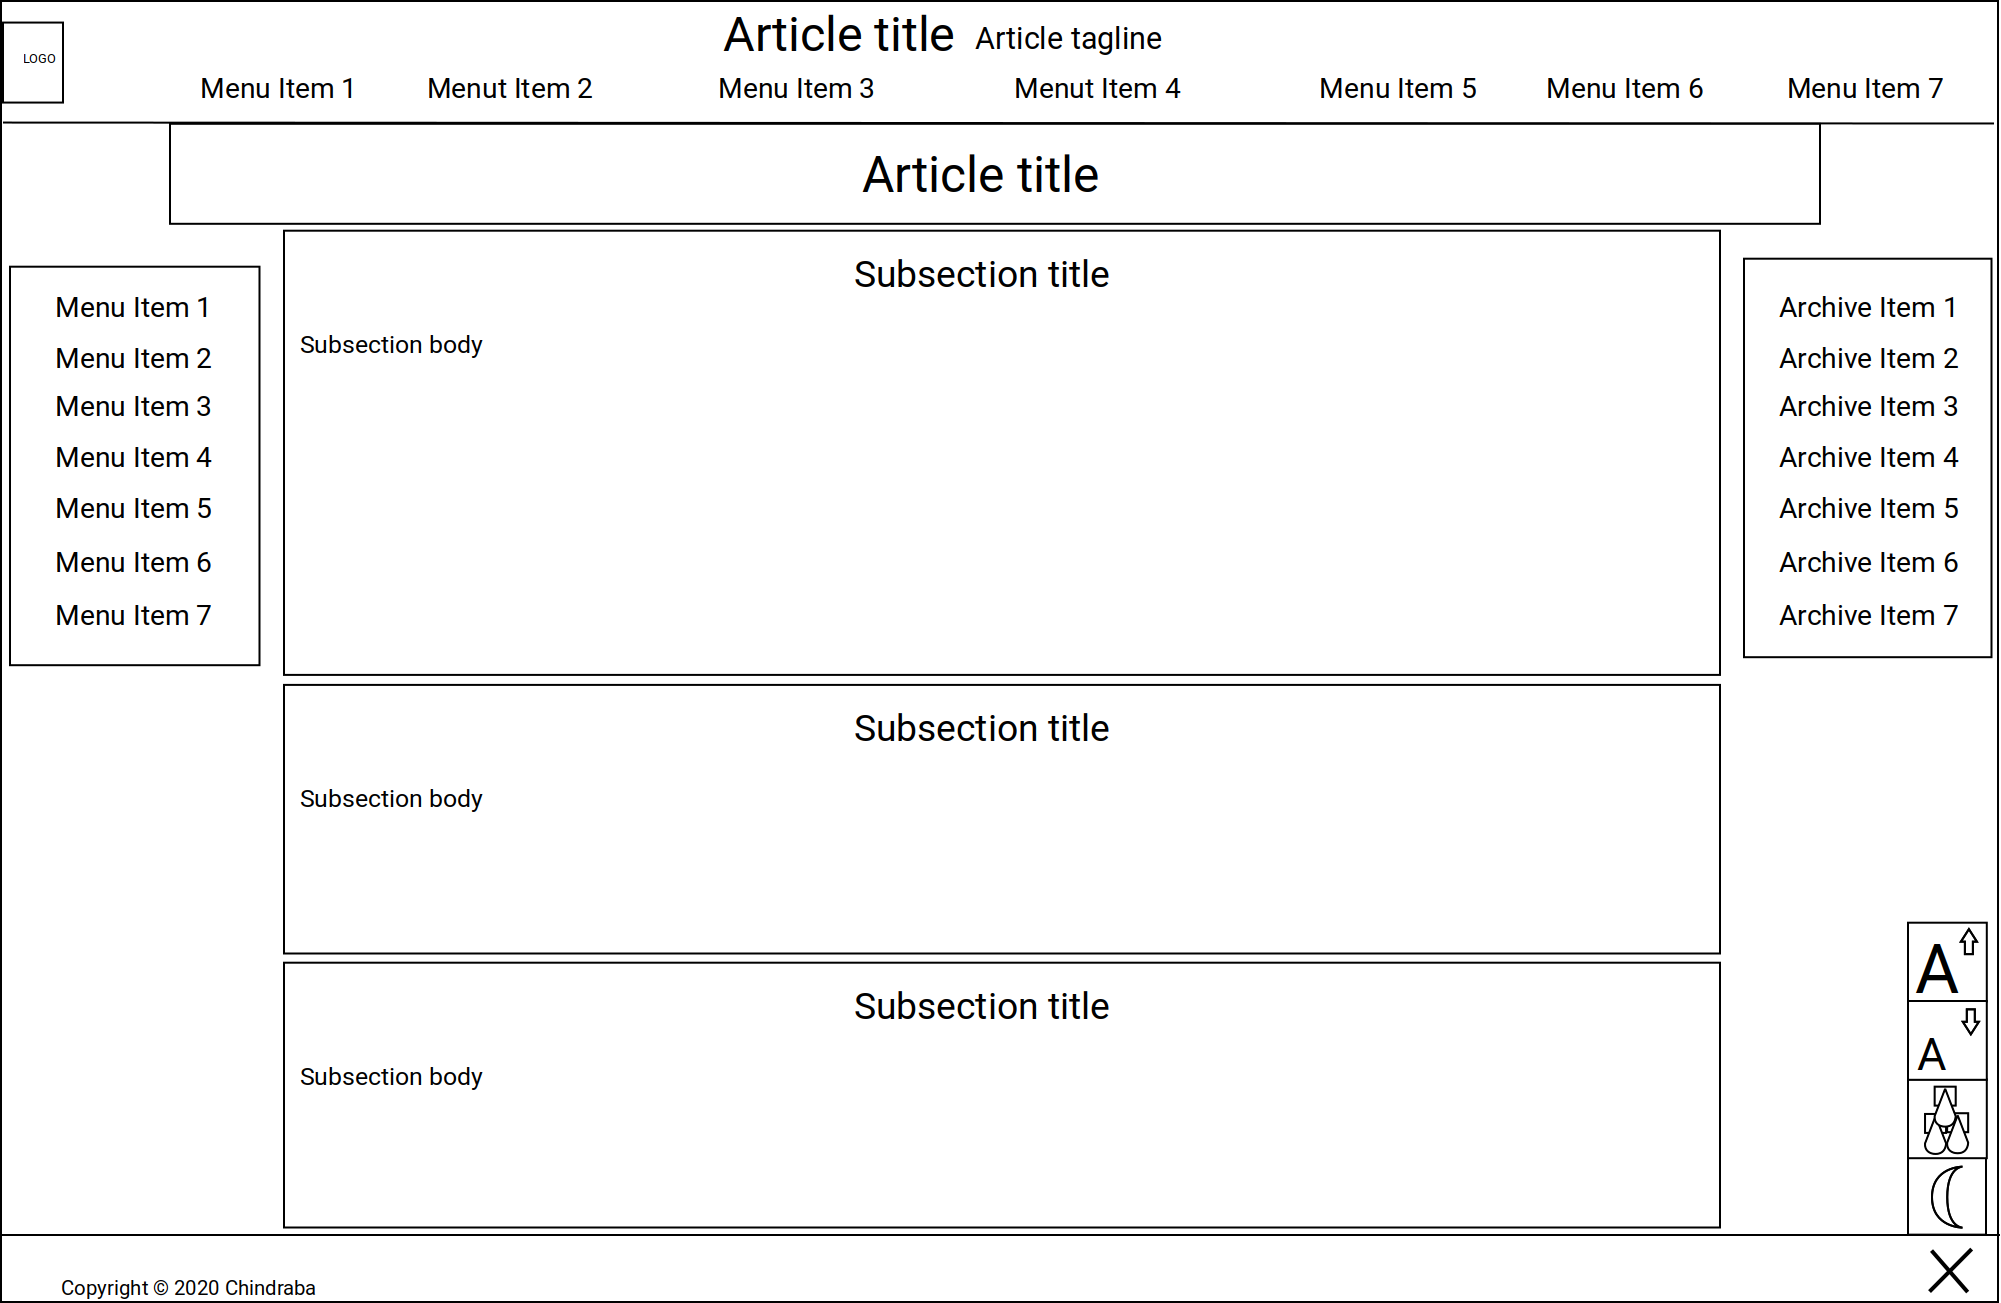 Article title Article tagline
LOGO
Menu Item 1 Menut Item 2 Menu Item 3 Menut Item 4 Menu Item 5 Menu Item 6 Menu Item 7
Article title
Menu Item 1
Menu Item 2
Menu Item 3
Menu Item 4
Menu Item 5
Menu Item 6
Menu Item 7
Subsection title
Subsection body
Subsection title
Subsection body
Subsection title
Subsection body
Archive Item 1
Archive Item 2
Archive Item 3
Archive Item 4
Archive Item 5
Archive Item 6
Archive Item 7
A
A
Copyright © 2020 Chindraba